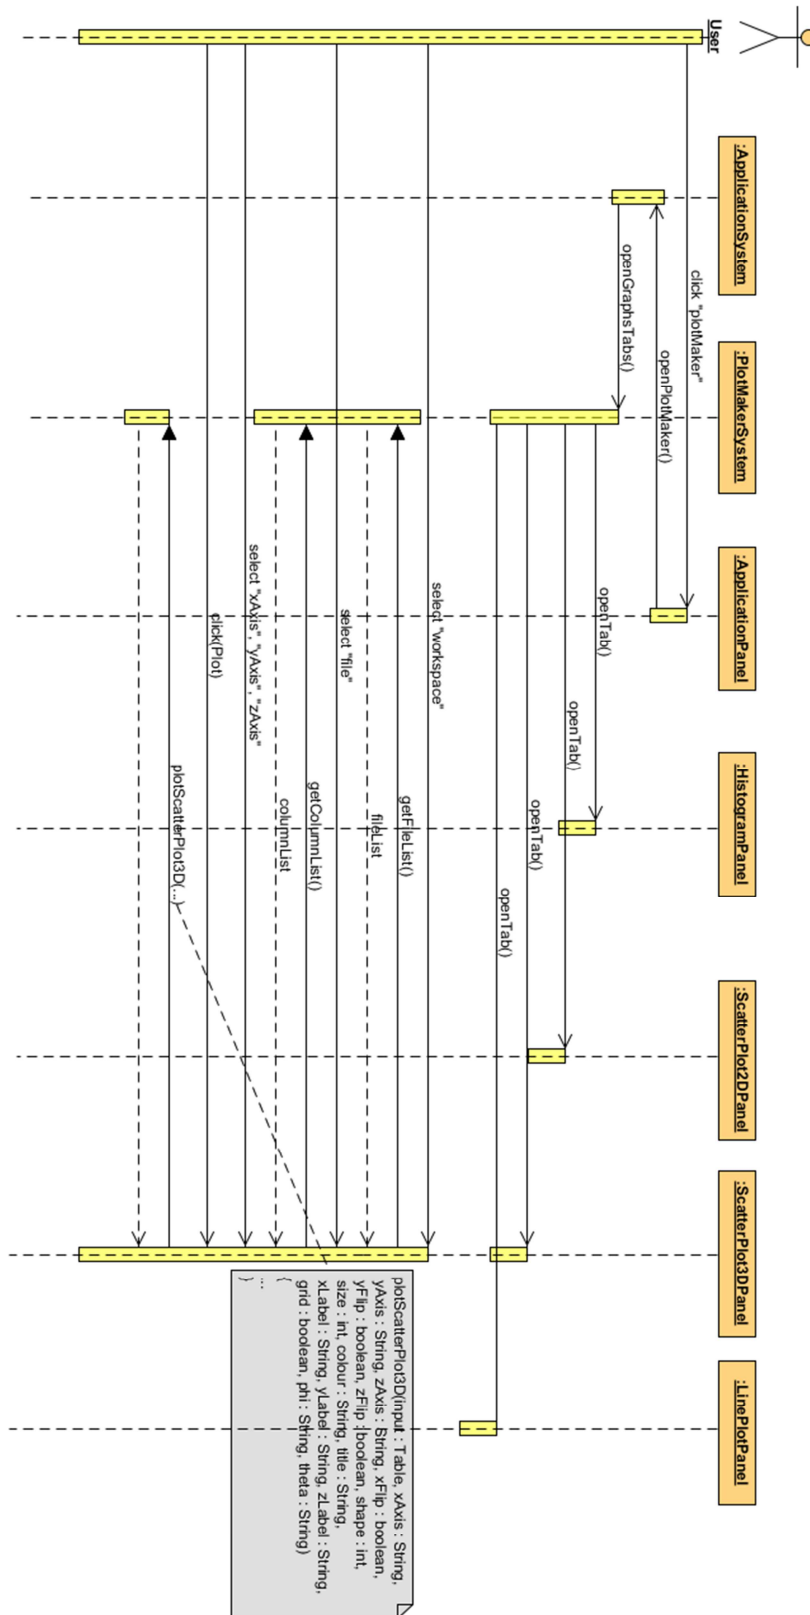 User
:ApplicationSystem
:PlotMakerSystem
:ApplicationPanel
:HistogramPanel
:ScatterPlot2DPanel
:ScatterPlot3DPanel
:LinePlotPanel
click "plotMaker"
openPlotMaker()
openGraphsTabs()
openTab()
openTab()
openTab()
openTab()
select "workspace"
getFileList()
fileList
select "file"
getColumnList()
columnList
select "xAxis", "yAxis", "zAxis"
click(Plot)
plotScatterPlot3D(...)
plotScatterPlot3D(input : Table, xAxis : String,
yAxis : String, zAxis : String, xFlip : boolean,
yFlip : boolean, zFlip : boolean, shape : int,
size : int, colour : String, title : String,
xLabel : String, yLabel : String, zLabel : String,
grid : boolean, phi : String, theta : String)
{
...
}